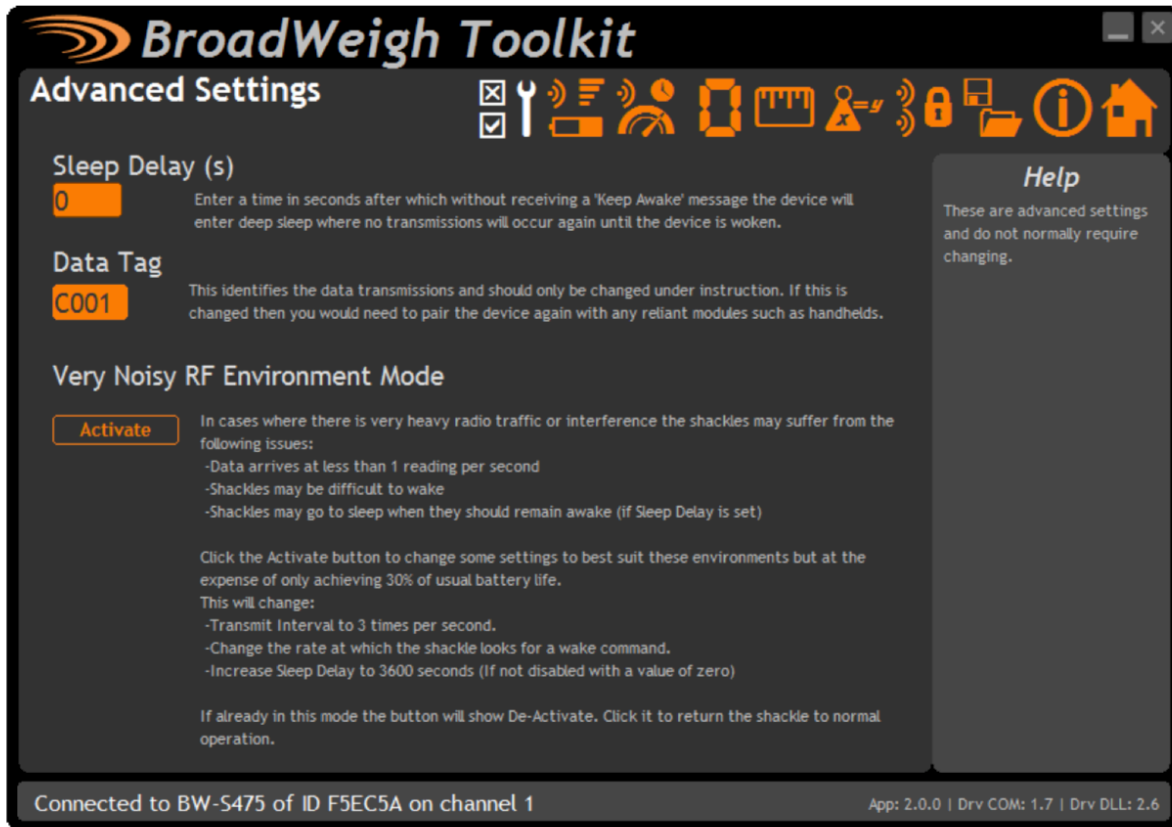 BroadWeigh Toolkit
Advanced Settings
x=y
Sleep Delay (s)
0
Enter a time in seconds after which without receiving a 'Keep Awake' message the device will
enter deep sleep where no transmissions will occur again until the device is woken.
Data Tag
C001
This identifies the data transmissions and should only be changed under instruction. If this is
changed then you would need to pair the device again with any reliant modules such as handhelds.
Very Noisy RF Environment Mode
Activate
In cases where there is very heavy radio traffic or interference the shackles may suffer from the
following issues:
-Data arrives at less than 1 reading per second
-Shackles may be difficult to wake
-Shackles may go to sleep when they should remain awake (if Sleep Delay is set)
Click the Activate button to change some settings to best suit these environments but at the
expense of only achieving 30% of usual battery life.
This will change:
-Transmit Interval to 3 times per second.
-Change the rate at which the shackle looks for a wake command.
-Increase Sleep Delay to 3600 seconds (If not disabled with a value of zero)
If already in this mode the button will show De-Activate. Click it to return the shackle to normal
operation.
Help
These are advanced settings
and do not normally require
changing.
Connected to BW-S475 of ID F5EC5A on channel 1
App: 2.0.0 | Drv COM: 1.7 | Drv DLL: 2.6